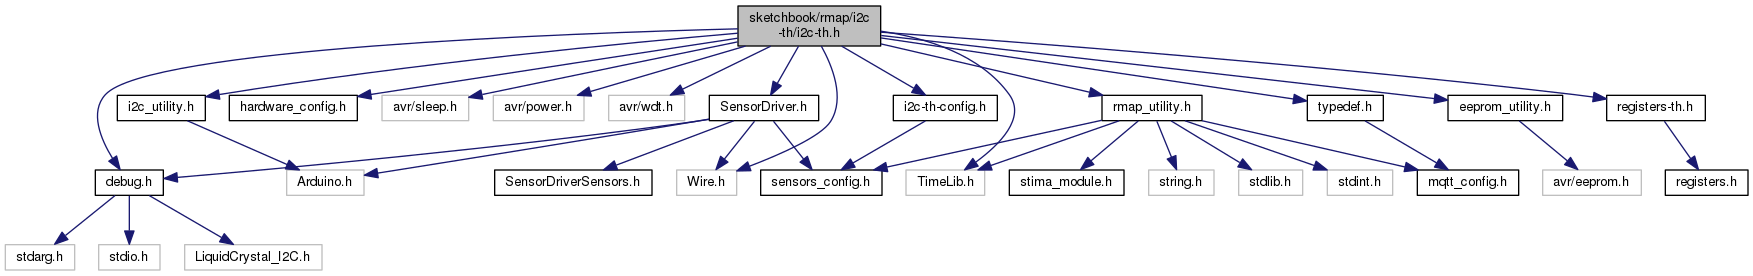 sketchbook/rmap/i2c
-th/i2c-th.h
i2c_utility.h
hardware_config.h
avr/sleep.h
avr/power.h
avr/wdt.h
SensorDriver.h
i2c-th-config.h
rmap_utility.h
typedef.h
eeprom_utility.h
registers-th.h
debug.h
Arduino.h
SensorDriverSensors.h
Wire.h
sensors_config.h
TimeLib.h
stima_module.h
string.h
stdlib.h
stdint.h
mqtt_config.h
avr/eeprom.h
registers.h
stdarg.h
stdio.h
LiquidCrystal_I2C.h